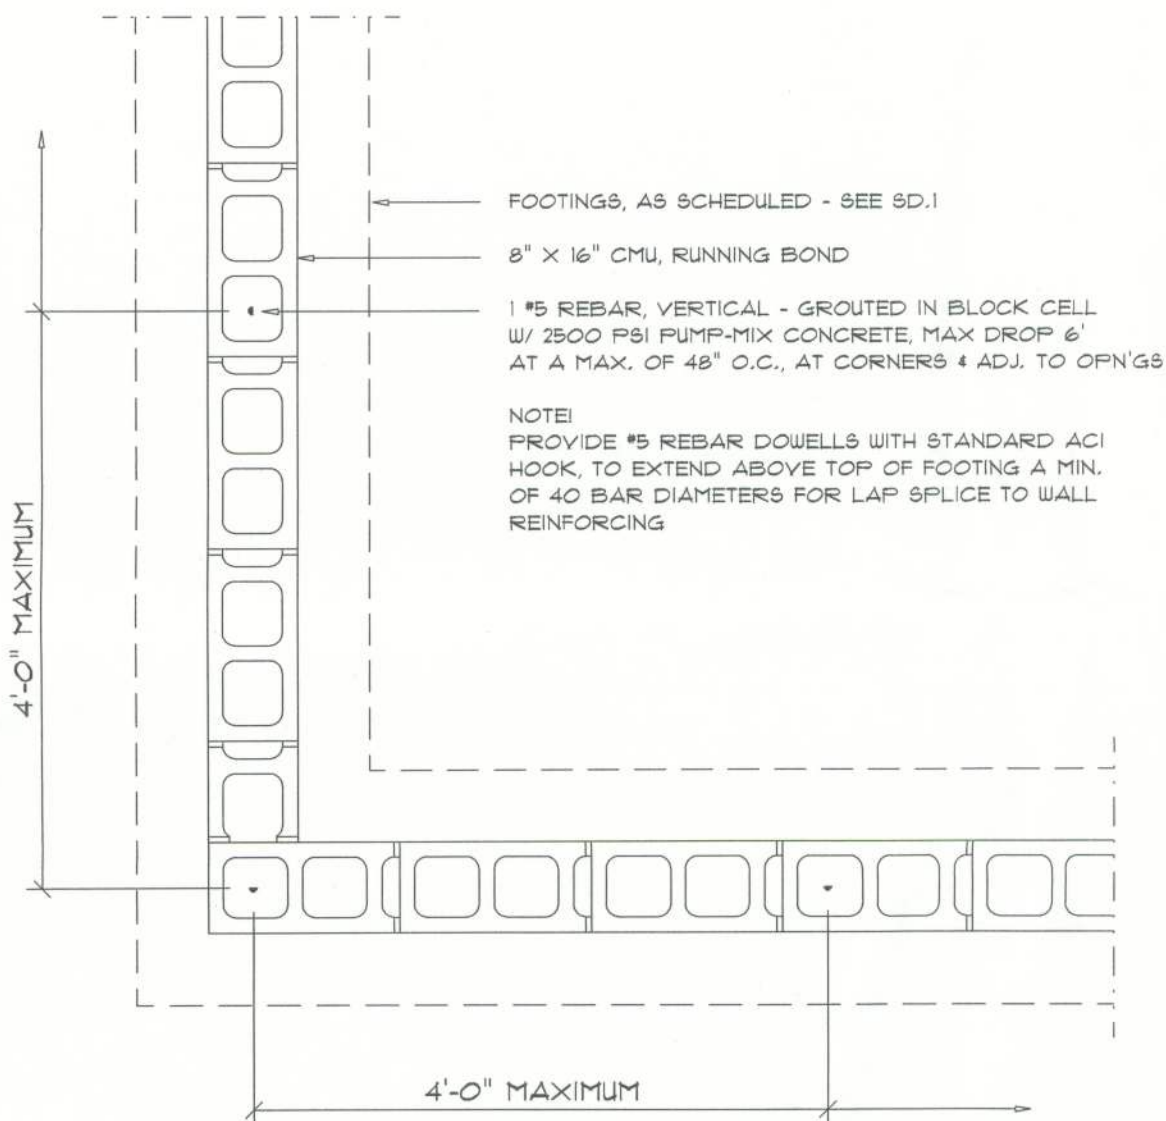 FOOTINGS, AS SCHEDULED - SEE SD.1
8" X 16" CMU, RUNNING BOND
1 #5 REBAR, VERTICAL - GROUTED IN BLOCK CELL
W/ 2500 PSI PUMP-MIX CONCRETE, MAX DROP 6'
AT A MAX. OF 48" O.C., AT CORNERS & ADJ. TO OPN'GS
NOTE!
PROVIDE #5 REBAR DOWELLS WITH STANDARD ACI
HOOK, TO EXTEND ABOVE TOP OF FOOTING A MIN.
OF 40 BAR DIAMETERS FOR LAP SPLICE TO WALL
REINFORCING
4'-0" MAXIMUM
4'-0" MAXIMUM